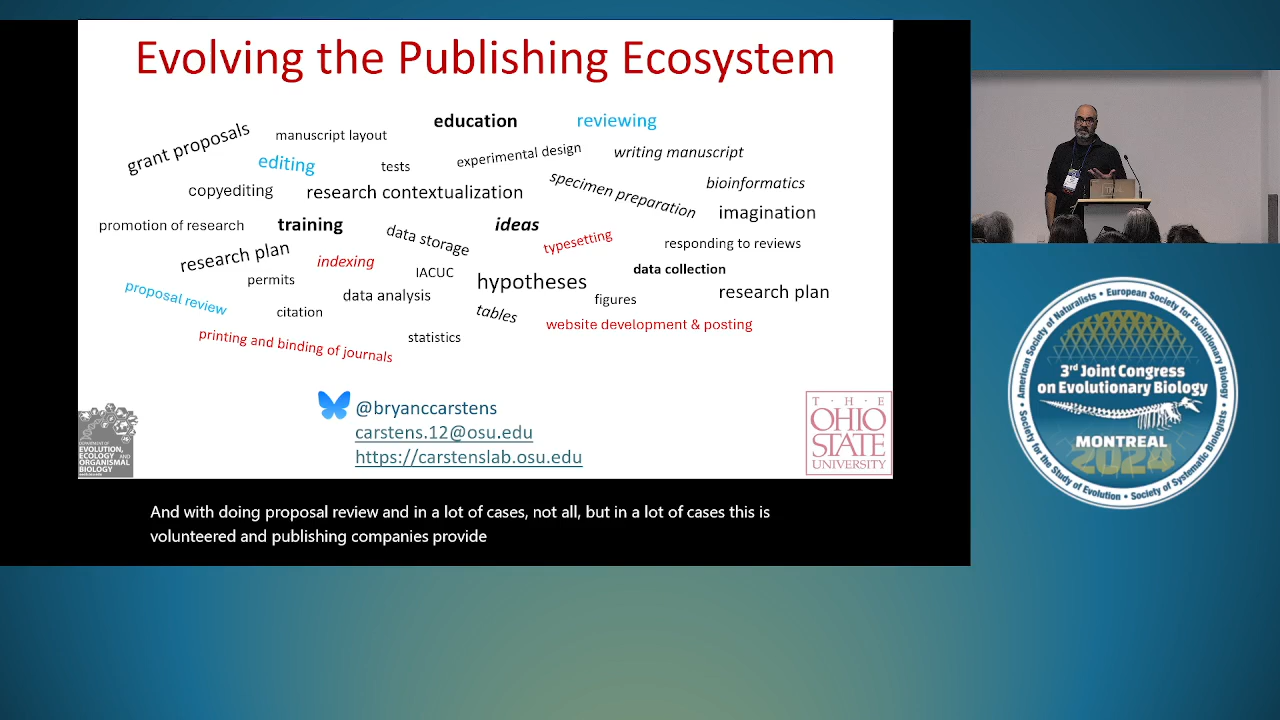 Evolving the Publishing Ecosystem
education
reviewing
grant proposals
manuscript layout
editing
tests
experimental design
writing manuscript
copyediting
research contextualization
specimen preparation
bioinformatics
imagination
promotion of research
training
data storage
ideas
typesetting
responding to reviews
research plan
indexing
permits
IACUC
hypotheses
data collection
proposal review
citation
data analysis
tables
figures
research plan
website development & posting
printing and binding of journals
statistics
@bryanccarstens
carstens.12@osu.edu
https://carstenslab.osu.edu
DEPARTMENT OF
EVOLUTION,
ECOLOGY AND
ORGANISMAL
BIOLOGY
T · H · E
OHIO
STATE
UNIVERSITY
And with doing proposal review and in a lot of cases, not all, but in a lot of cases this is
volunteered and publishing companies provide
American Society of Naturalists • European Society for Evolutionary Biology
• Society for the Study of Evolution • Society of Systematic Biologists •
3rd Joint Congress
on Evolutionary Biology
MONTREAL
2024